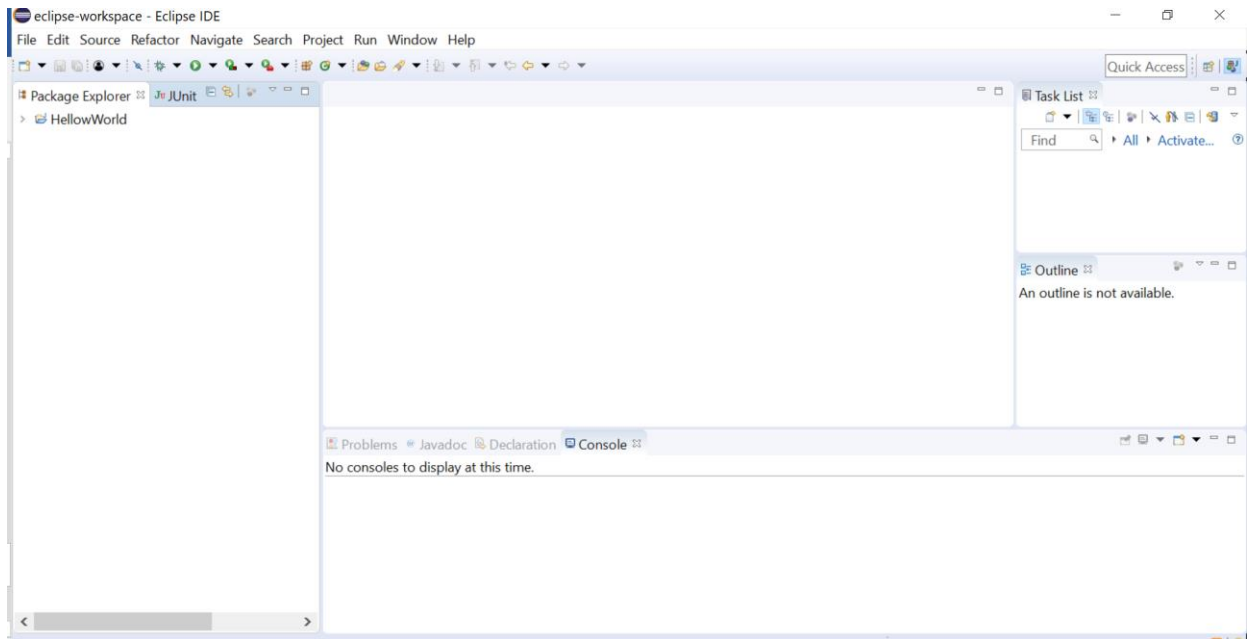 eclipse-workspace - Eclipse IDE
File Edit Source Refactor Navigate Search Project Run Window Help
Quick Access
Package Explorer JUnit
HellowWorld
Task List
Find All Activate...
Outline
An outline is not available.
Problems Javadoc Declaration Console
No consoles to display at this time.